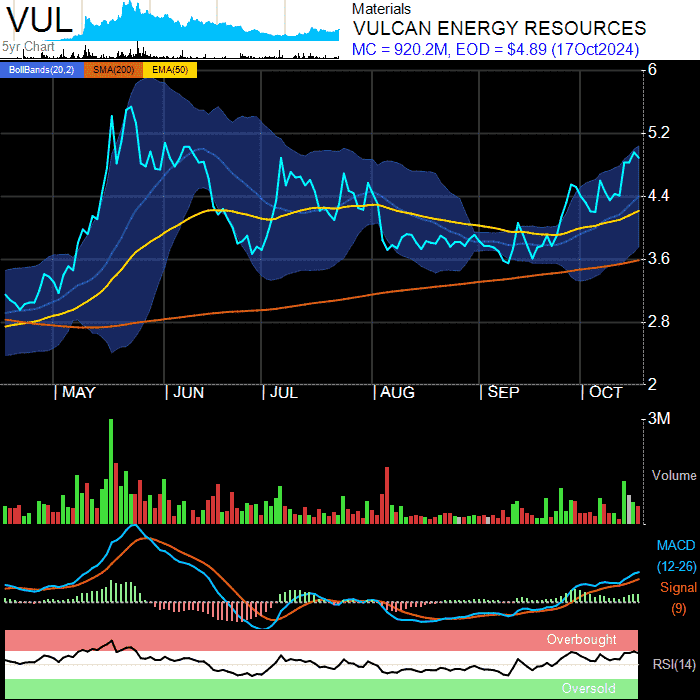 VUL
5yr Chart
Materials
VULCAN ENERGY RESOURCES
MC = 920.2M, EOD = $4.89 (17Oct2024)
BollBands(20,2) SMA(200) EMA(50)
6
5.2
4.4
3.6
2.8
2
| MAY | JUN | JUL | AUG | SEP | OCT
3M
Volume
MACD
(12-26)
Signal
(9)
Overbought
RSI(14)
Oversold